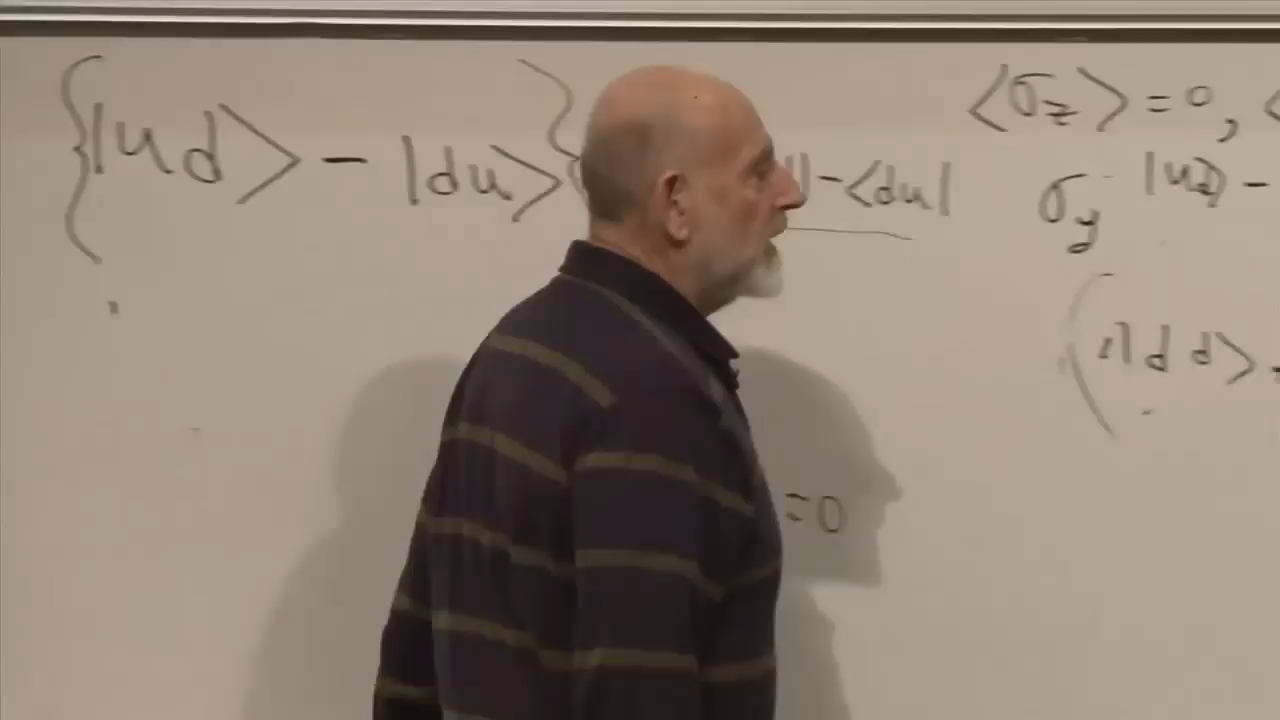 {|ud> - |du>}
|-<du|
<σz> = 0, <
σy |ud> -
(i|dd> -
=0